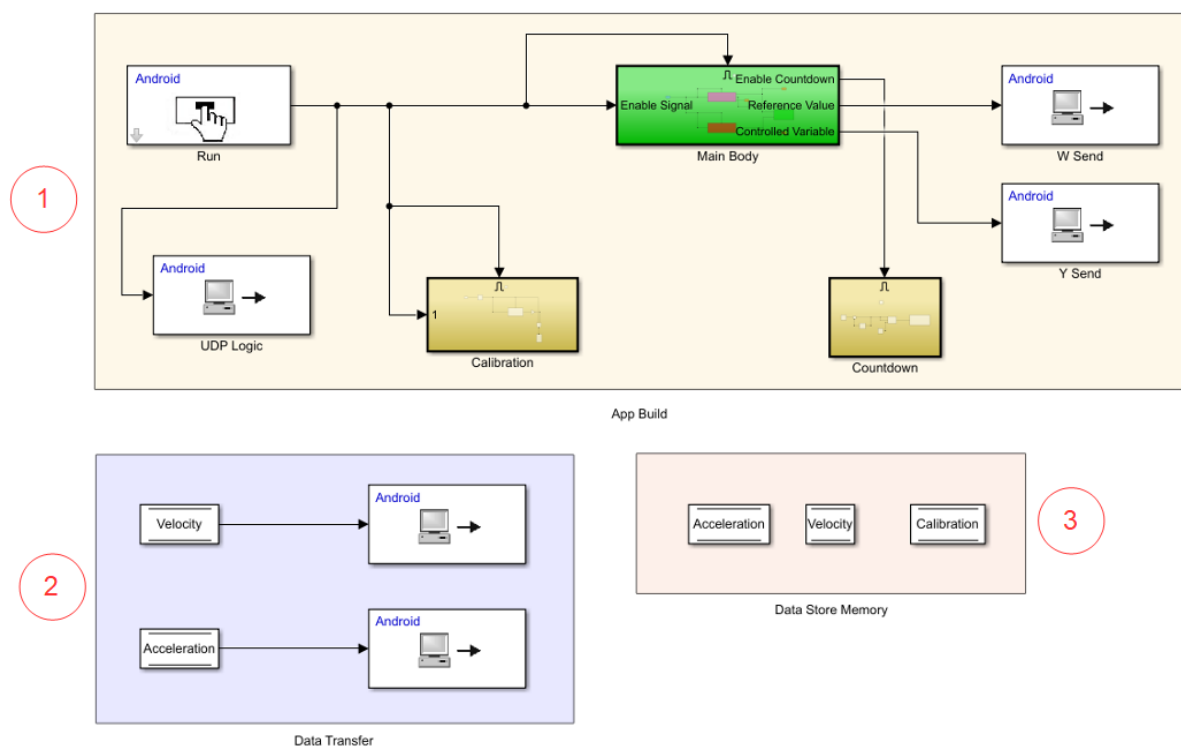 Android
Run
Enable Signal
Enable Countdown
Reference Value
Controlled Variable
Main Body
Android
W Send
1
Android
Y Send
Android
UDP Logic
1
Calibration
Countdown
App Build
Velocity
Android
Acceleration
Android
2
Data Transfer
Acceleration
Velocity
Calibration
3
Data Store Memory